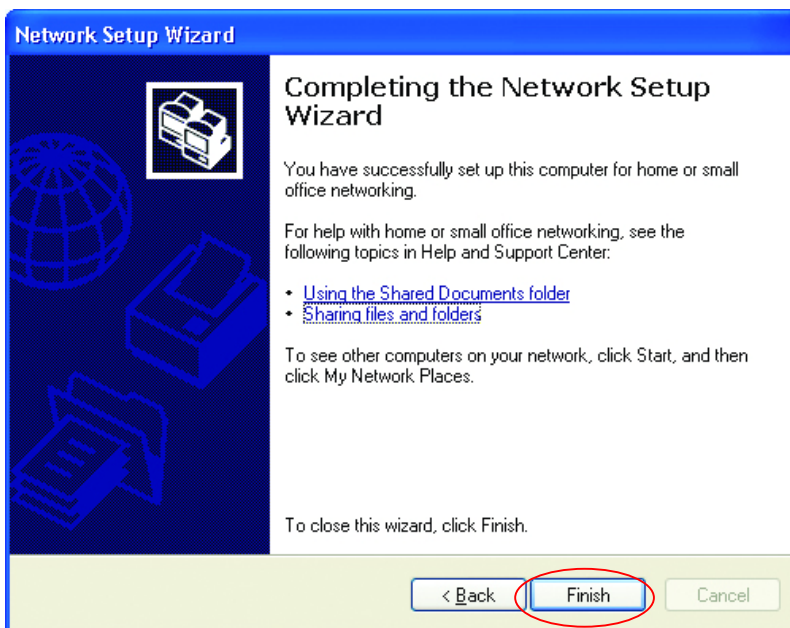 Network Setup Wizard
Completing the Network Setup
Wizard
You have successfully set up this computer for home or small
office networking.
For help with home or small office networking, see the
following topics in Help and Support Center:
• Using the Shared Documents folder
• Sharing files and folders
To see other computers on your network, click Start, and then
click My Network Places.
To close this wizard, click Finish.
< Back Finish Cancel